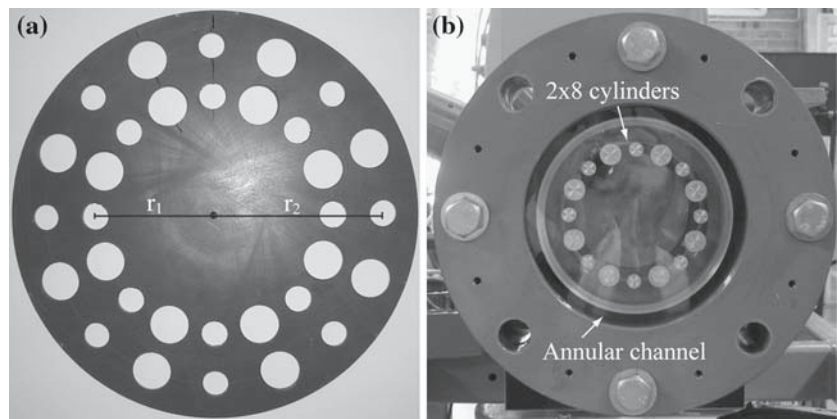 (a)
r₁
r₂
(b)
2x8 cylinders
Annular channel